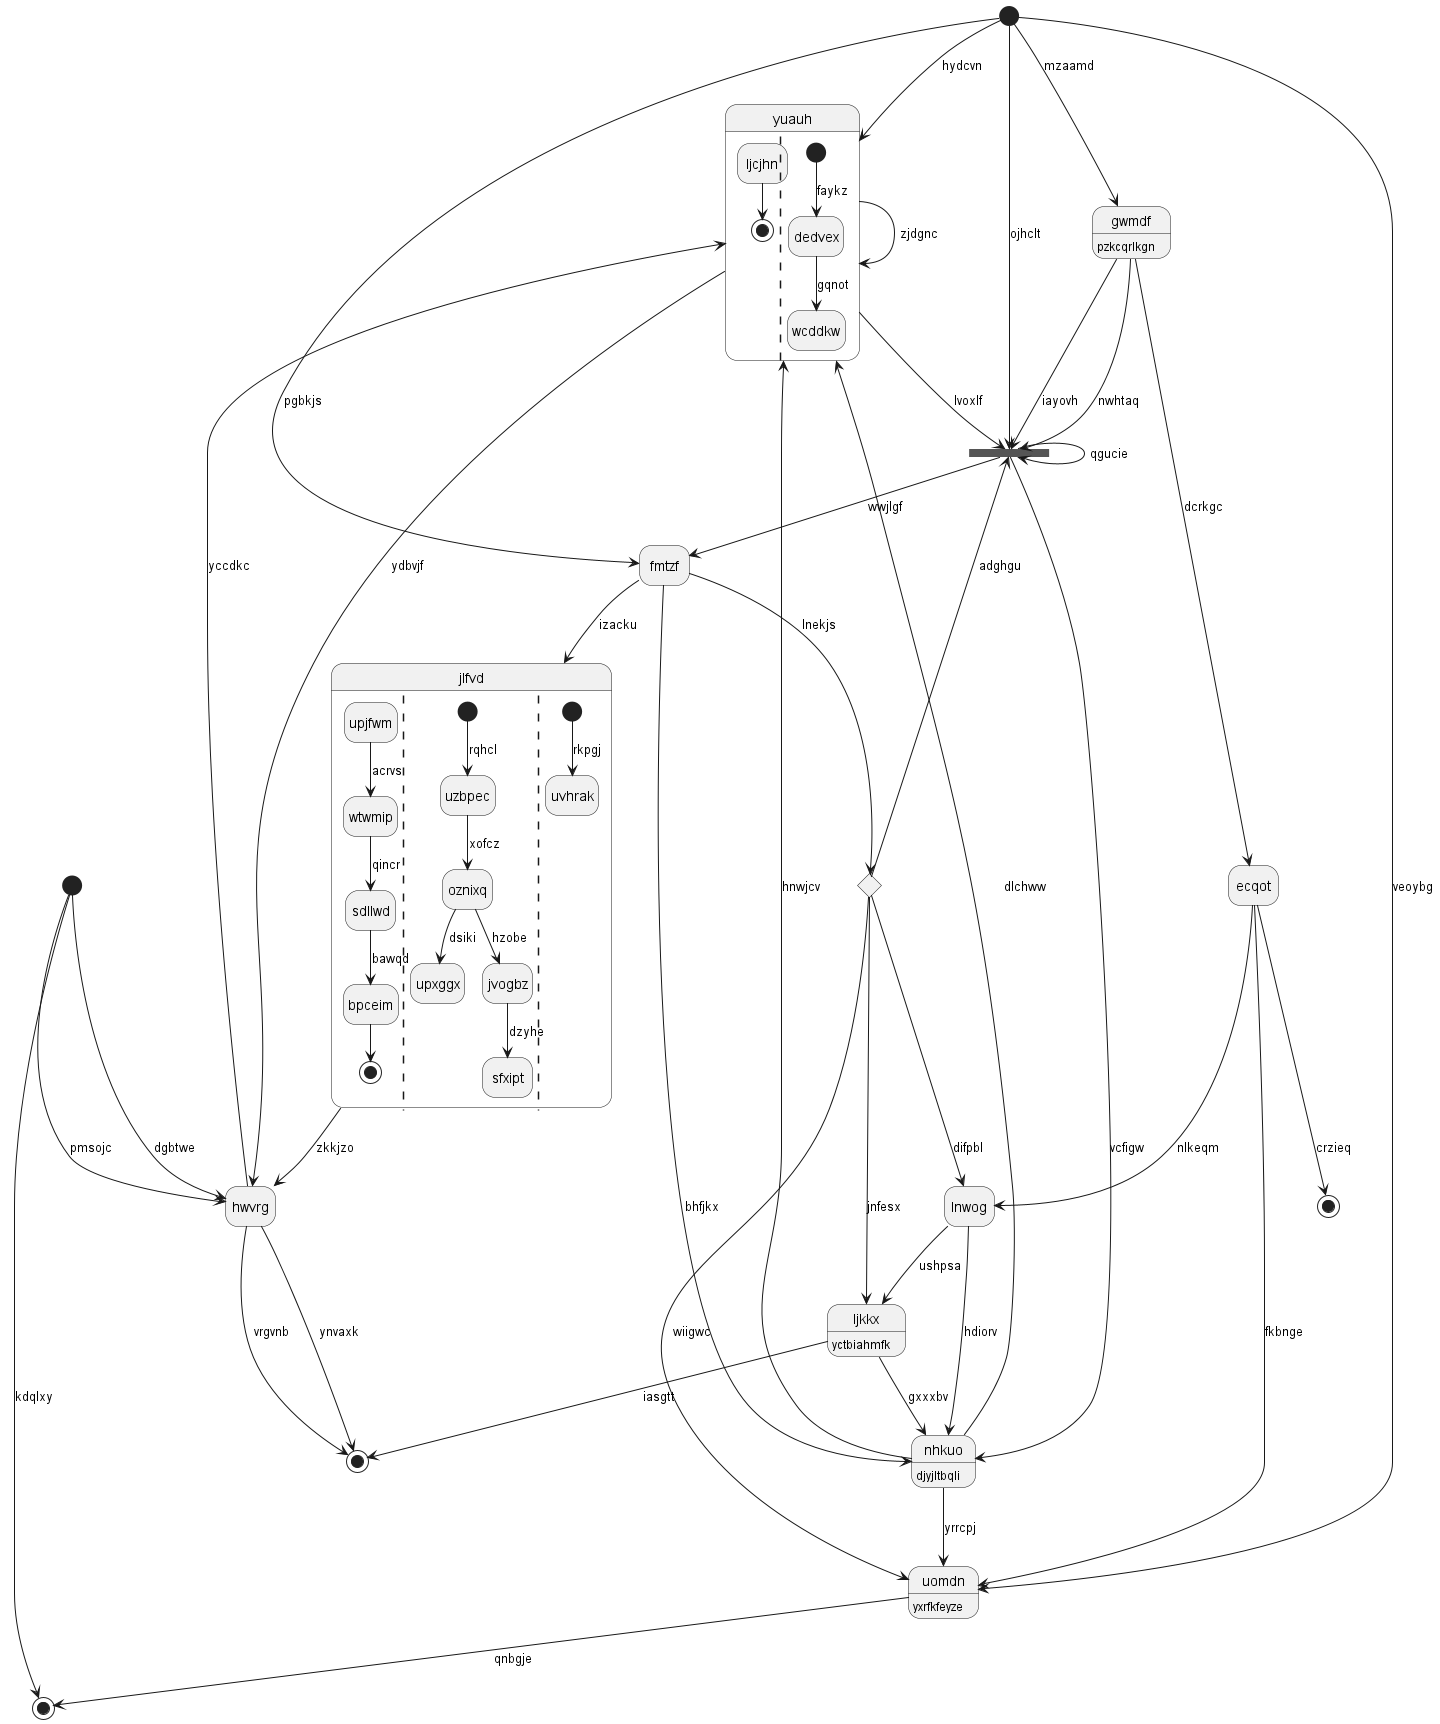 hydcvn
mzaamd
yuauh
ljcjhn
faykz
dedvex
zjdgnc
ojhclt
gwmdf
pzkcqrlkgn
gqnot
wcddkw
pgbkjs
lvoxlf
iayovh
nwhtaq
qgucie
wwjlgf
dcrkgc
yccdkc
ydbvjf
fmtzf
adghgu
izacku
lnekjs
jlfvd
upjfwm
rqhcl
rkpgj
acrvsi
uzbpec
uvhrak
wtwmip
xofcz
qincr
oznixq
hnwjcv
dlchww
ecqot
veoybg
sdllwd
dsiki
hzobe
bawqd
upxggx
jvogbz
bpceim
dzyhe
sfxipt
pmsojc
dgbtwe
zkkjzo
difpbl
vcfigw
nlkeqm
crzieq
hwvrg
bhfjkx
jnfesx
lnwog
ushpsa
ljkkx
yctbiahmfk
vrgvnb
ynvaxk
wiigwc
hdiorv
fkbnge
kdqlxy
iasgtt
gxxxbv
nhkuo
djyjltbqli
yrrcpj
uomdn
yxrfkfeyze
qnbgje